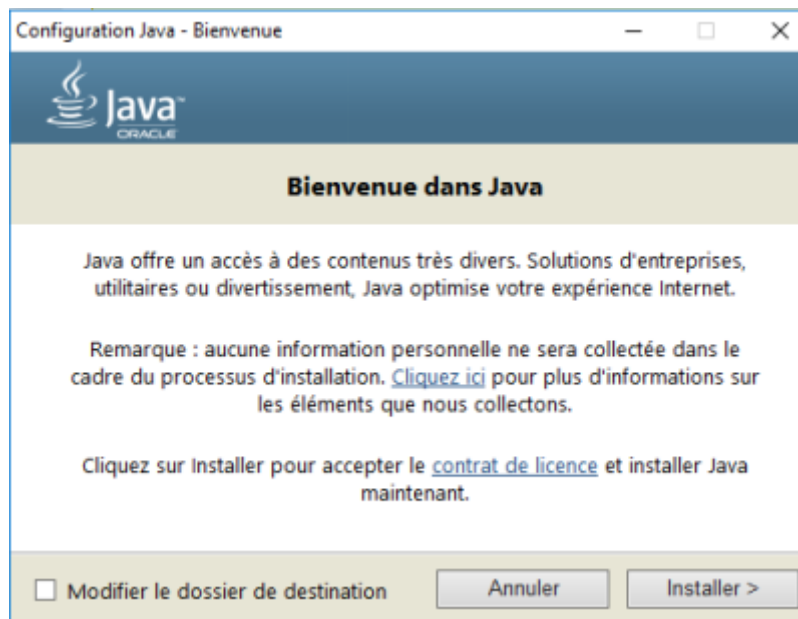 Configuration Java - Bienvenue
Java™
ORACLE
Bienvenue dans Java
Java offre un accès à des contenus très divers. Solutions d'entreprises,
utilitaires ou divertissement, Java optimise votre expérience Internet.
Remarque : aucune information personnelle ne sera collectée dans le
cadre du processus d'installation. Cliquez ici pour plus d'informations sur
les éléments que nous collectons.
Cliquez sur Installer pour accepter le contrat de licence et installer Java
maintenant.
Modifier le dossier de destination
Annuler
Installer >